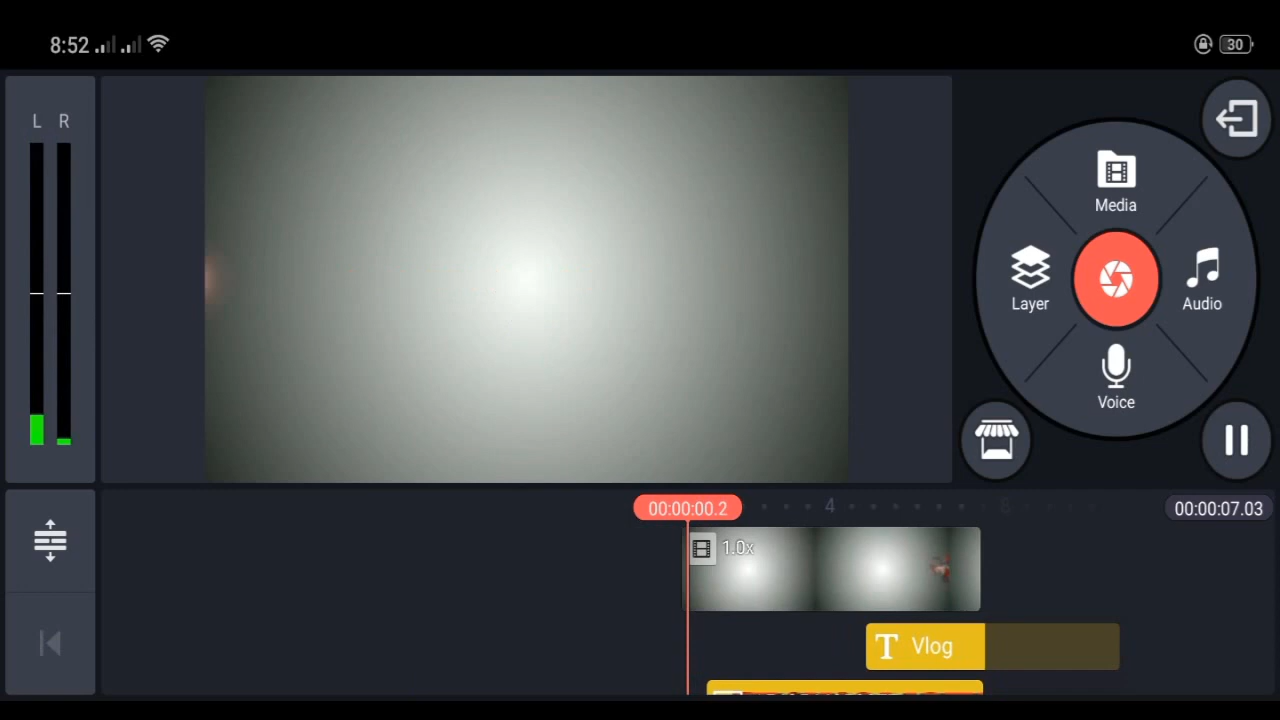 8:52
30
L R
Media
Layer
Audio
Voice
00:00:00.2
4
8
00:00:07.03
1.0x
T Vlog